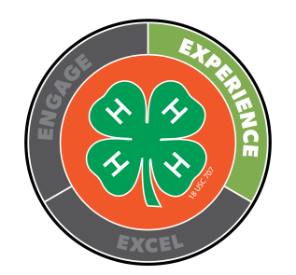 ENGAGE
EXPERIENCE
EXCEL
H H
H H
18 USC 707